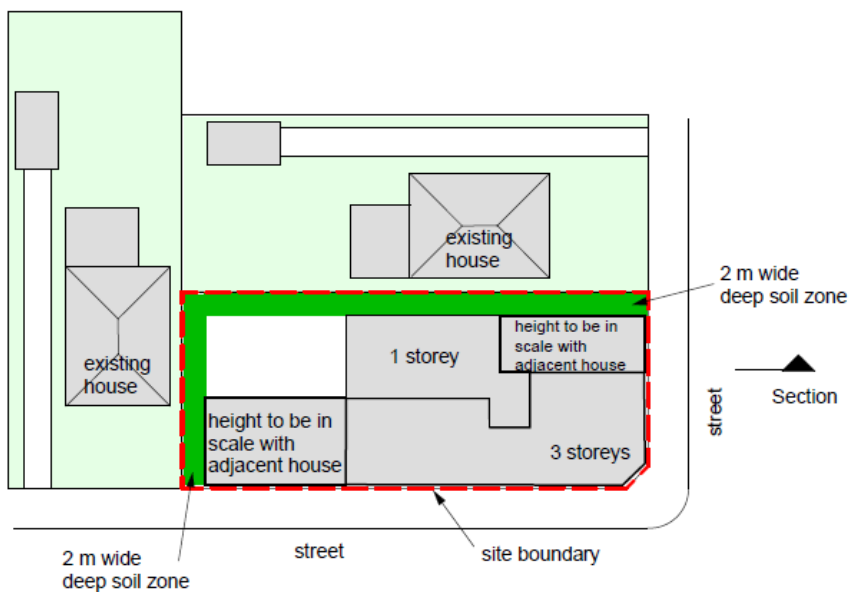 existing
house
2 m wide
deep soil zone
height to be in
scale with
adjacent house
1 storey
existing
house
Section
street
height to be in
scale with
adjacent house
3 storeys
street
site boundary
2 m wide
deep soil zone